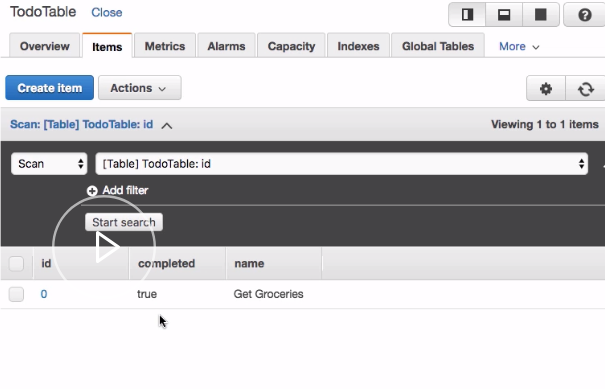 TodoTable Close
Overview Items Metrics Alarms Capacity Indexes Global Tables More
Create item Actions
Scan: [Table] TodoTable: id Viewing 1 to 1 items
Scan [Table] TodoTable: id
Add filter
Start search
id completed name
0 true Get Groceries